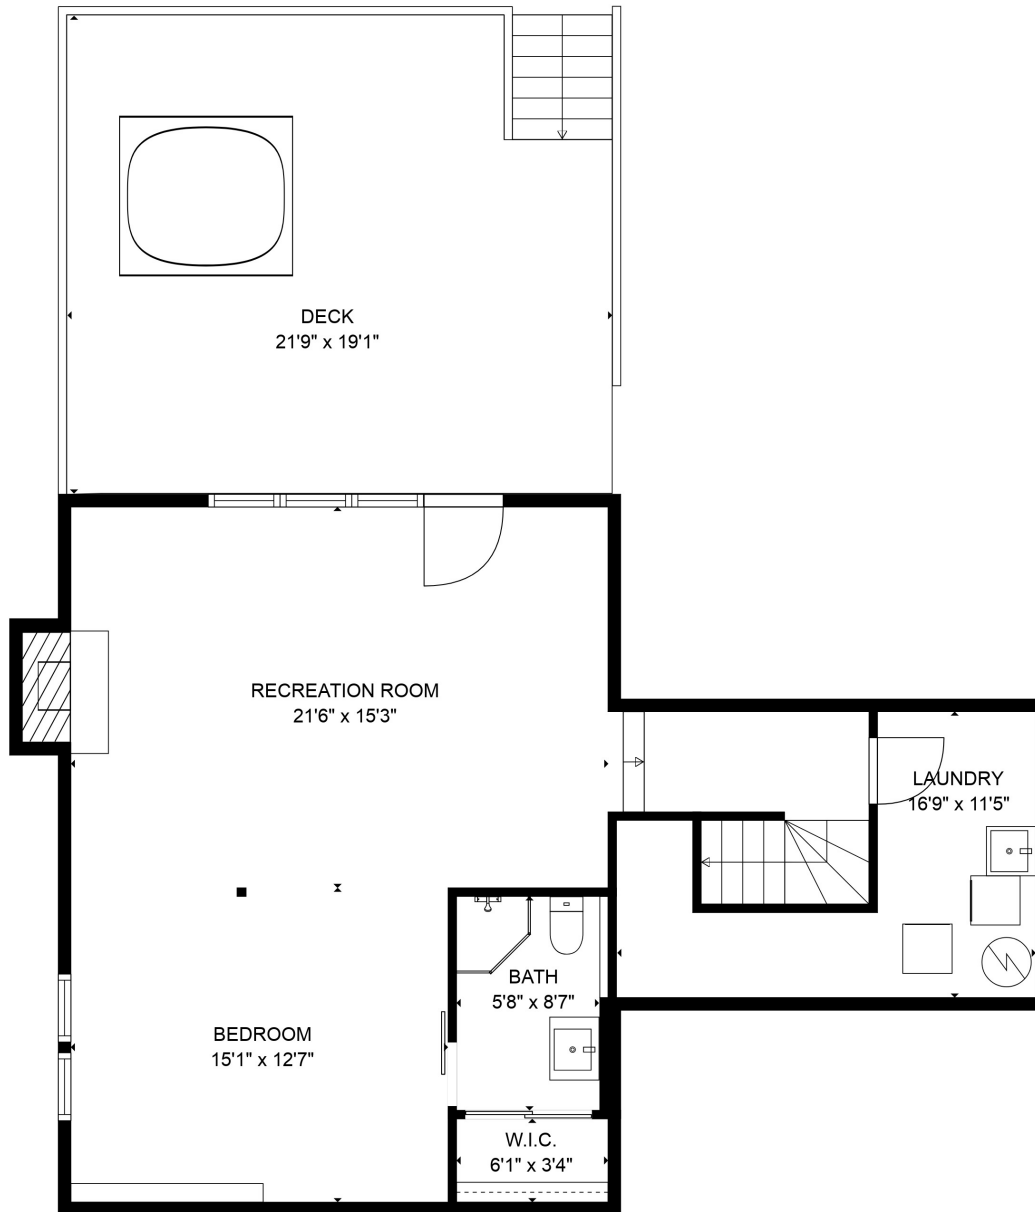 DECK
21'9" x 19'1"
RECREATION ROOM
21'6" x 15'3"
LAUNDRY
16'9" x 11'5"
BATH
5'8" x 8'7"
BEDROOM
15'1" x 12'7"
W.I.C.
6'1" x 3'4"